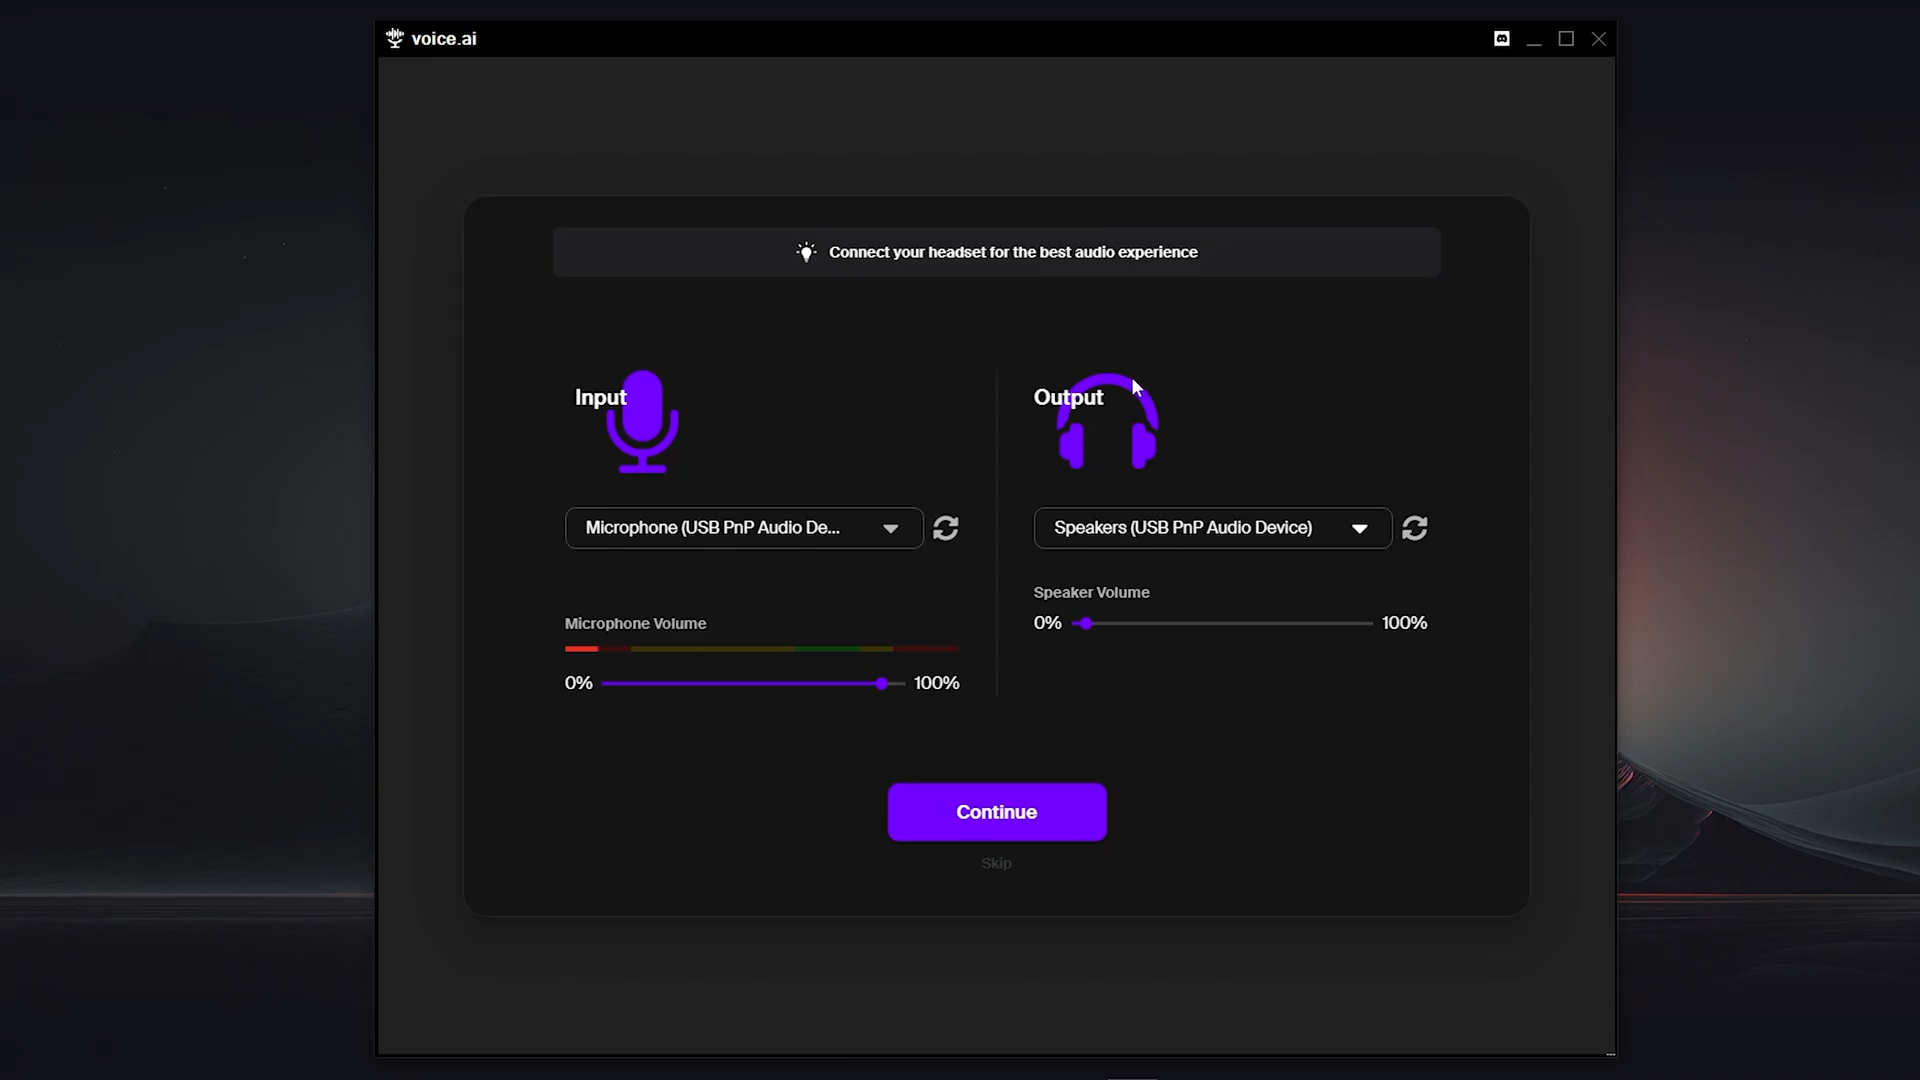 voice.ai
Connect your headset for the best audio experience
Input
Microphone (USB PnP Audio De...
Microphone Volume
0% 100%
Output
Speakers (USB PnP Audio Device)
Speaker Volume
0% 100%
Continue
Skip